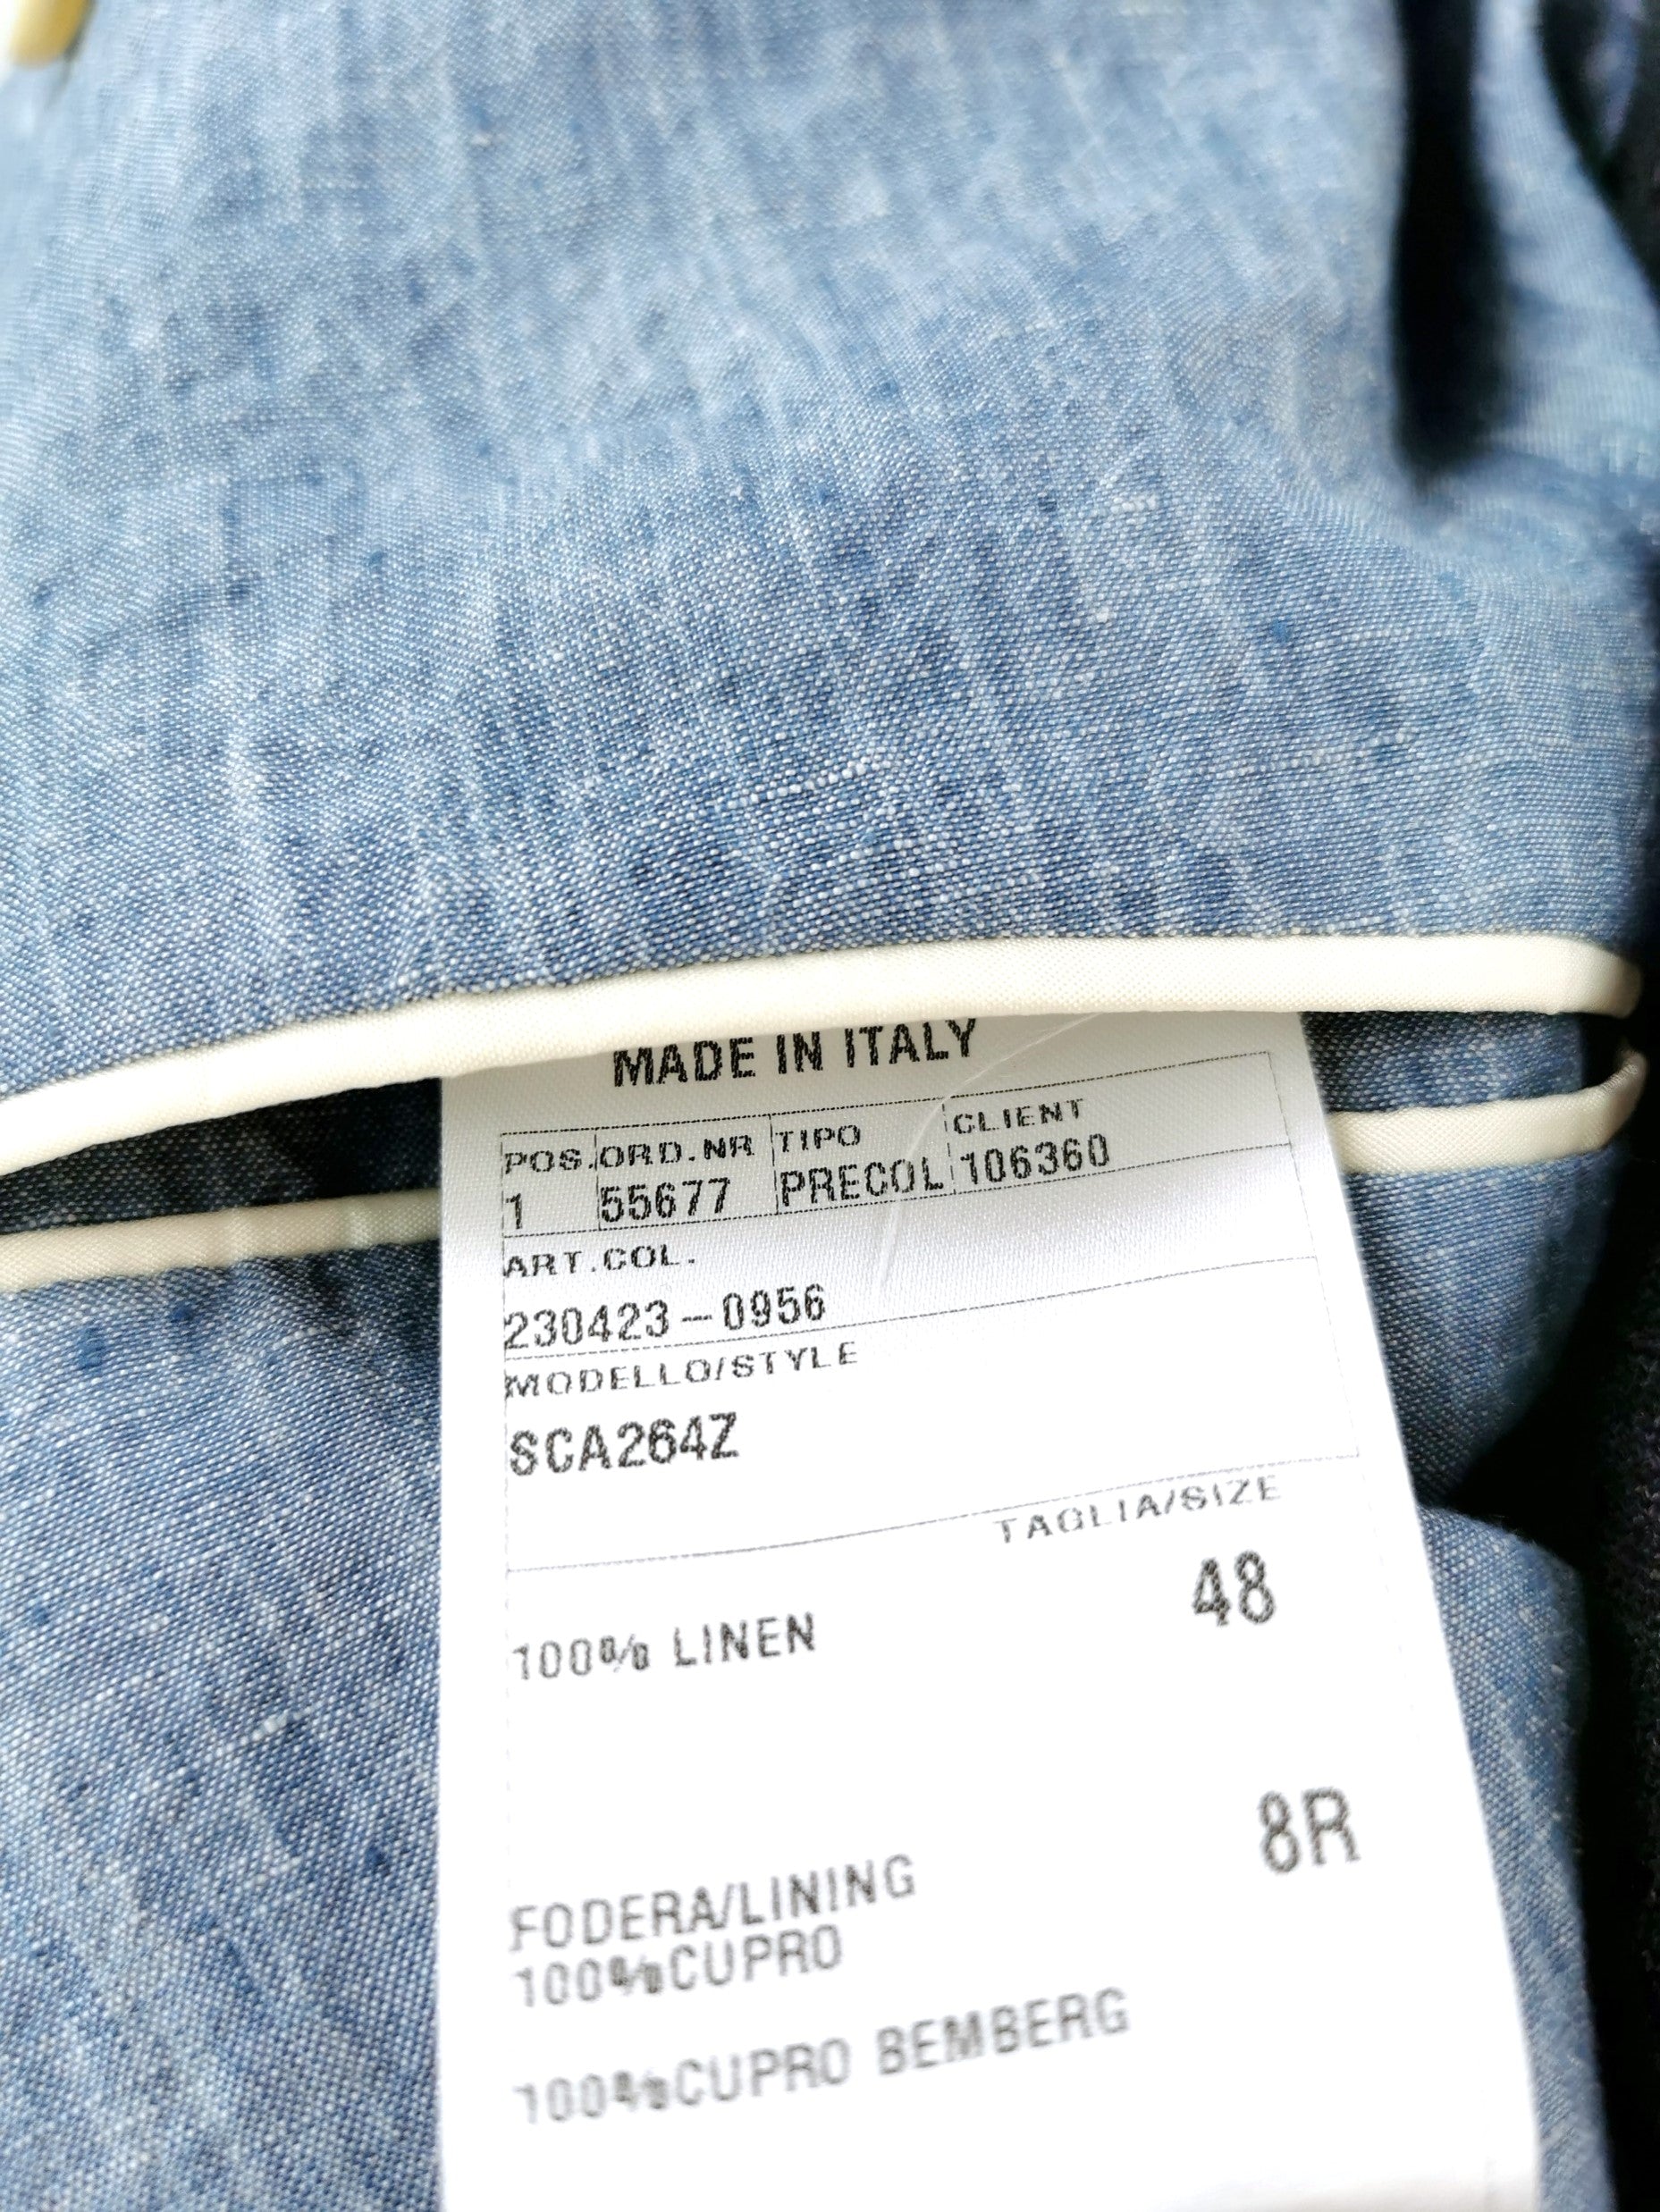 MADE IN ITALY
POS. ORD.NR TIPO CLIENT
1 55677 PRECOL 106360
ART.COL.
230423-0956
MODELLO/STYLE
SCA264Z
TAGLIA/SIZE
48
100% LINEN
8R
FODERA/LINING
100%CUPRO
100%CUPRO BEMBERG